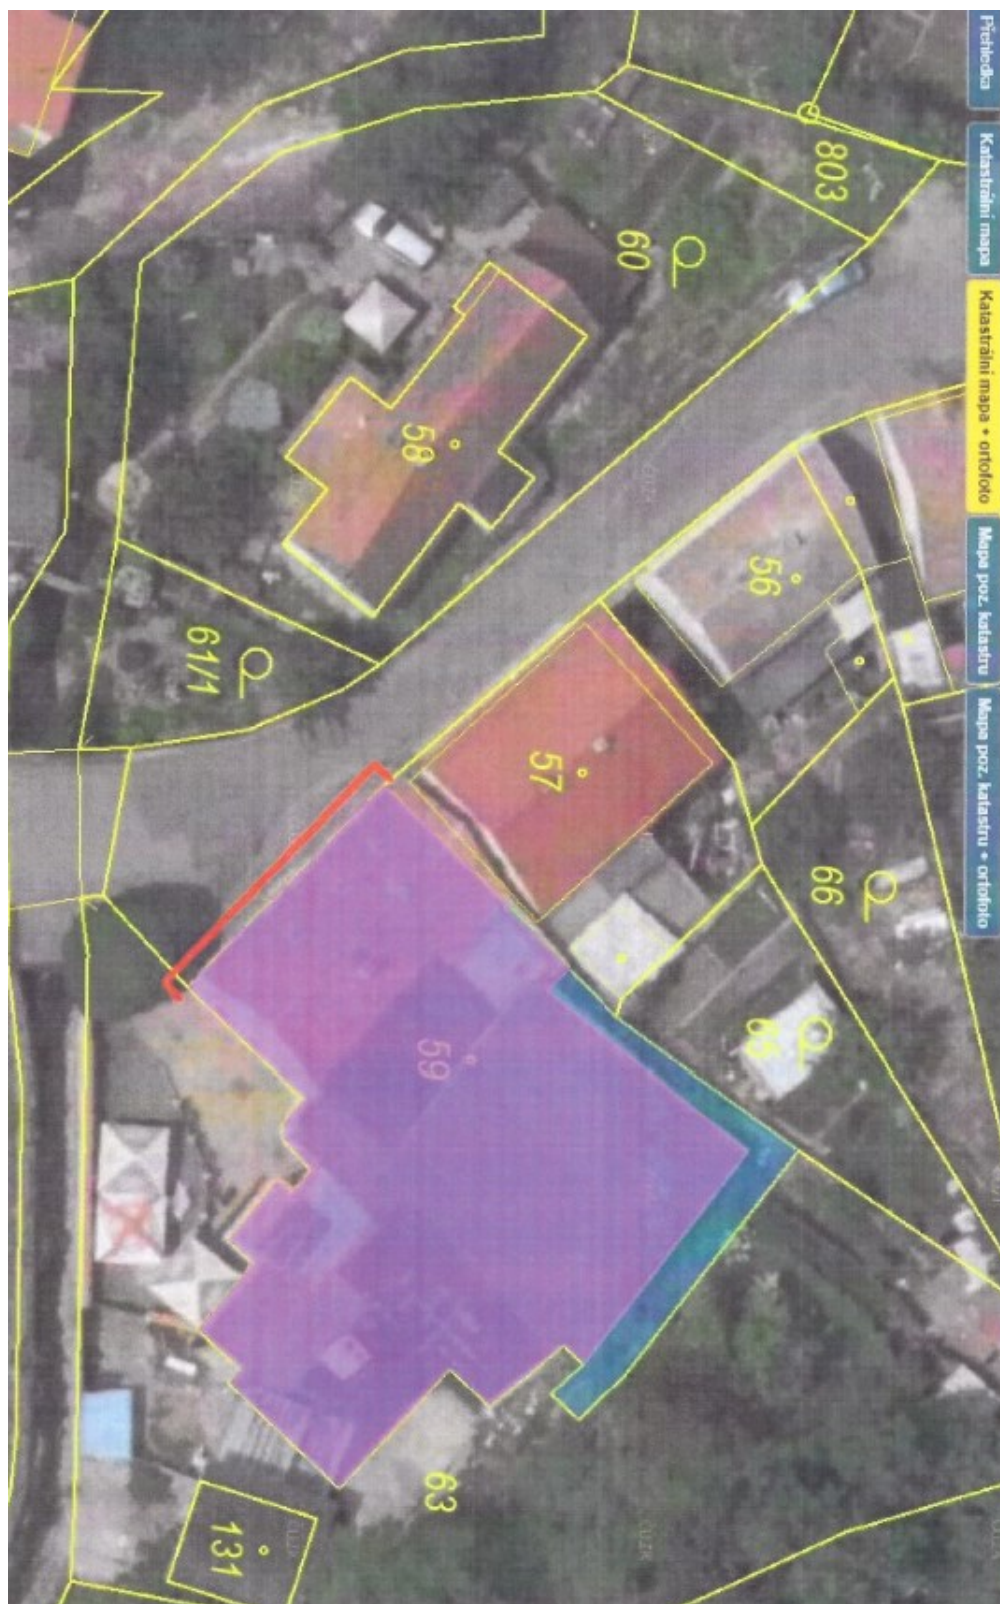 Přehledka
Katastrální mapa
Katastrální mapa + ortofoto
Mapa poz. katastru
Mapa poz. katastru + ortofoto
803
60
58
56
61/1
57
66
65
59
63
131